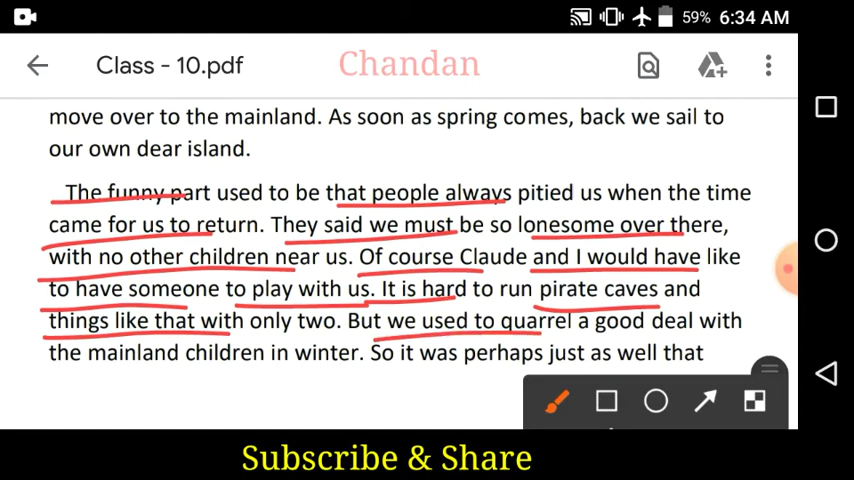 59% 6:34 AM
Class - 10.pdf
Chandan
move over to the mainland. As soon as spring comes, back we sail to
our own dear island.
The funny part used to be that people always pitied us when the time
came for us to return. They said we must be so lonesome over there,
with no other children near us. Of course Claude and I would have like
to have someone to play with us. It is hard to run pirate caves and
things like that with only two. But we used to quarrel a good deal with
the mainland children in winter. So it was perhaps just as well that
Subscribe & Share